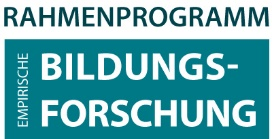 RAHMENPROGRAMM
EMPIRISCHE
BILDUNGS-
FORSCHUNG